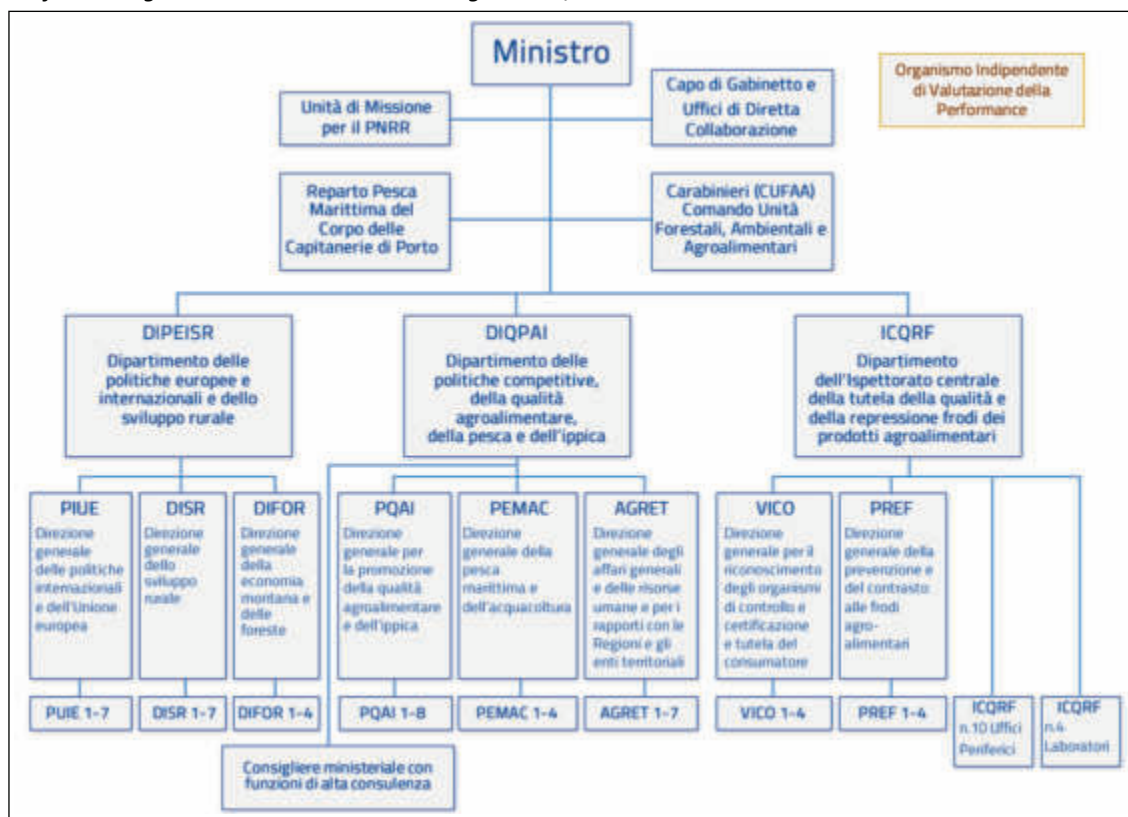 Ministro
Organismo Indipendente
di Valutazione della
Performance
Unità di Missione
per il PNRR
Capo di Gabinetto e
Uffici di Diretta
Collaborazione
Reparto Pesca
Marittima del
Corpo delle
Capitanerie di Porto
Carabinieri (CUFAA)
Comando Unità
Forestali, Ambientali e
Agroalimentari
DIPEISR
Dipartimento delle
politiche europee e
internazionali e dello
sviluppo rurale
DIQPAI
Dipartimento delle
politiche competitive,
della qualità
agroalimentare,
della pesca e dell'ippica
ICQRF
Dipartimento
dell'Ispettorato centrale
della tutela della qualità e
della repressione frodi dei
prodotti agroalimentari
PIUE
Direzione
generale
delle politiche
internazionali
e dell'Unione
europea
DISR
Direzione
generale
dello
sviluppo
rurale
DIFOR
Direzione
generale
della
economia
montana e
delle
foreste
PQAI
Direzione
generale per
la promozione
della qualità
agroalimentare
e dell'ippica
PEMAC
Direzione
generale della
pesca
marittima e
dell'acquacoltura
AGRET
Direzione
generale degli
affari generali
e delle risorse
umane e per i
rapporti con le
Regioni e gli
enti territoriali
VICO
Direzione
generale per il
riconoscimento
degli organismi
di controllo e
certificazione
e tutela del
consumatore
PREF
Direzione
generale della
prevenzione e
del contrasto
alle frodi
agro-
alimentari
PUIE 1-7
DISR 1-7
DIFOR 1-4
PQAI 1-8
PEMAC 1-4
AGRET 1-7
VICO 1-4
PREF 1-4
ICQRF
n.10 Uffici
Periferici
ICQRF
n.4
Laboratori
Consigliere ministeriale con
funzioni di alta consulenza